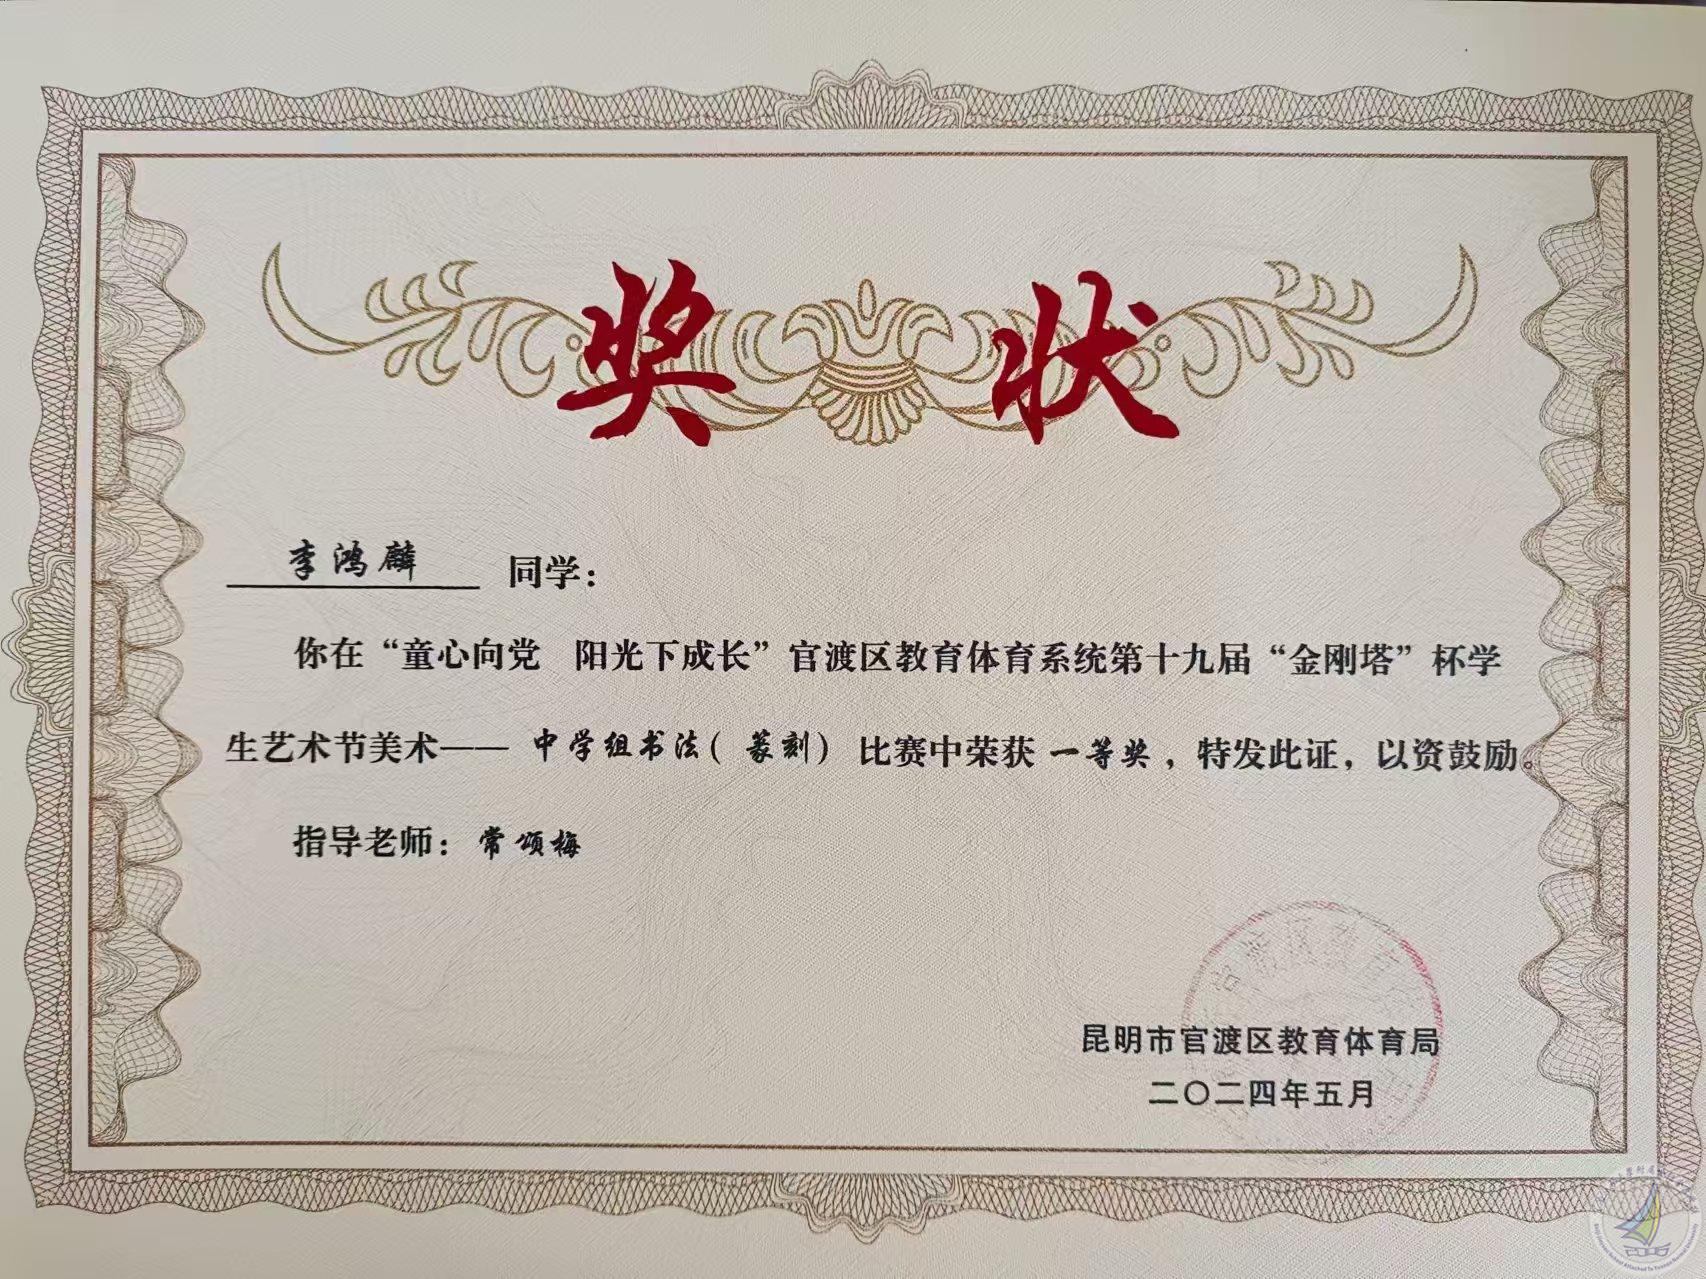 奖 状
李鸿麟 同学：
你在“童心向党 阳光下成长”官渡区教育体育系统第十九届“金刚塔”杯学
生艺术节美术—— 中学组书法（篆刻） 比赛中荣获 一等奖 ，特发此证，以资鼓励。
指导老师：常颂梅
昆明市官渡区教育体育局
二〇二四年五月